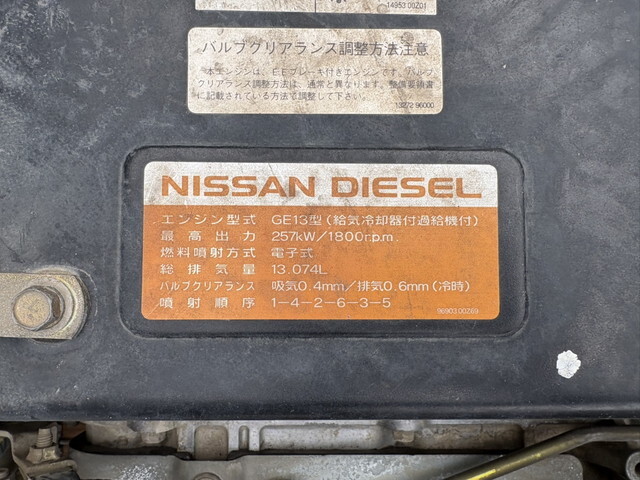 14953 00Z01
バルブクリアランス調整方法注意
本エンジンは、EEブレーキ付きエンジンです。バルブ
クリアランス調整方法は、通常と異なります。整備要領書
に記載されている方法で調整して下さい。
13272 96000
NISSAN DIESEL
エンジン型式 GE13型(給気冷却器付過給機付)
最高出力 257kW/1800r.p.m.
燃料噴射方式 電子式
総排気量 13.074L
バルブクリアランス 吸気0.4mm/排気0.6mm(冷時)
噴射順序 1-4-2-6-3-5
96903 00Z69